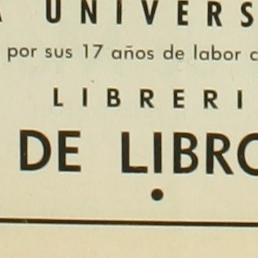 UNIVERS
por sus 17 años de labor
LIBRERI
DE LIBRO